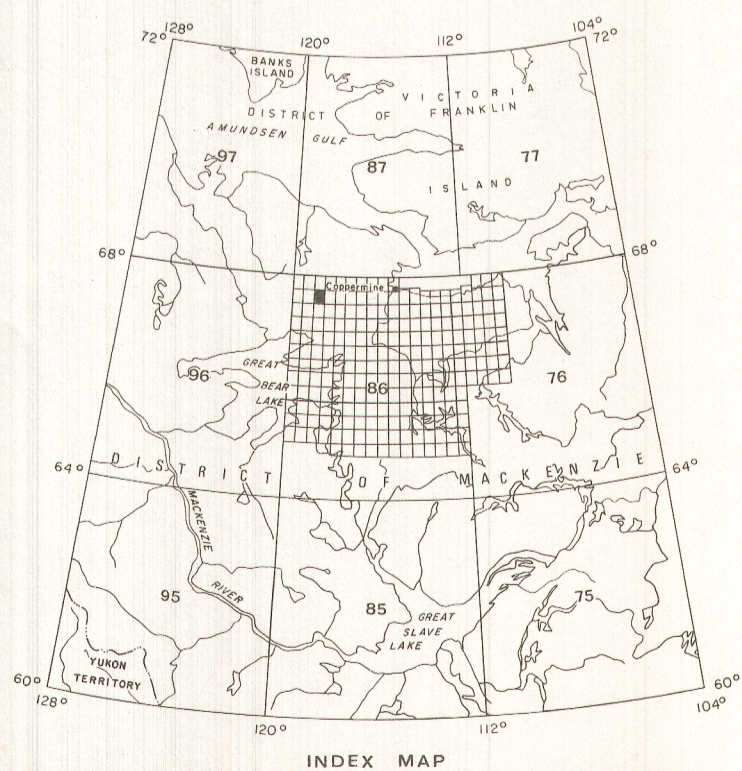 128°
104°
72°
120°
112°
72°
BANKS
ISLAND
VICTORIA
DISTRICT OF FRANKLIN
AMUNDSEN GULF
97
87
77
ISLAND
68°
68°
Coppermine
GREAT
96
86
76
BEAR
LAKE
DISTRICT OF MACKENZIE
64°
64°
MACKENZIE
RIVER
95
85
75
GREAT
SLAVE
LAKE
YUKON
TERRITORY
60°
60°
128°
104°
120°
112°
INDEX MAP